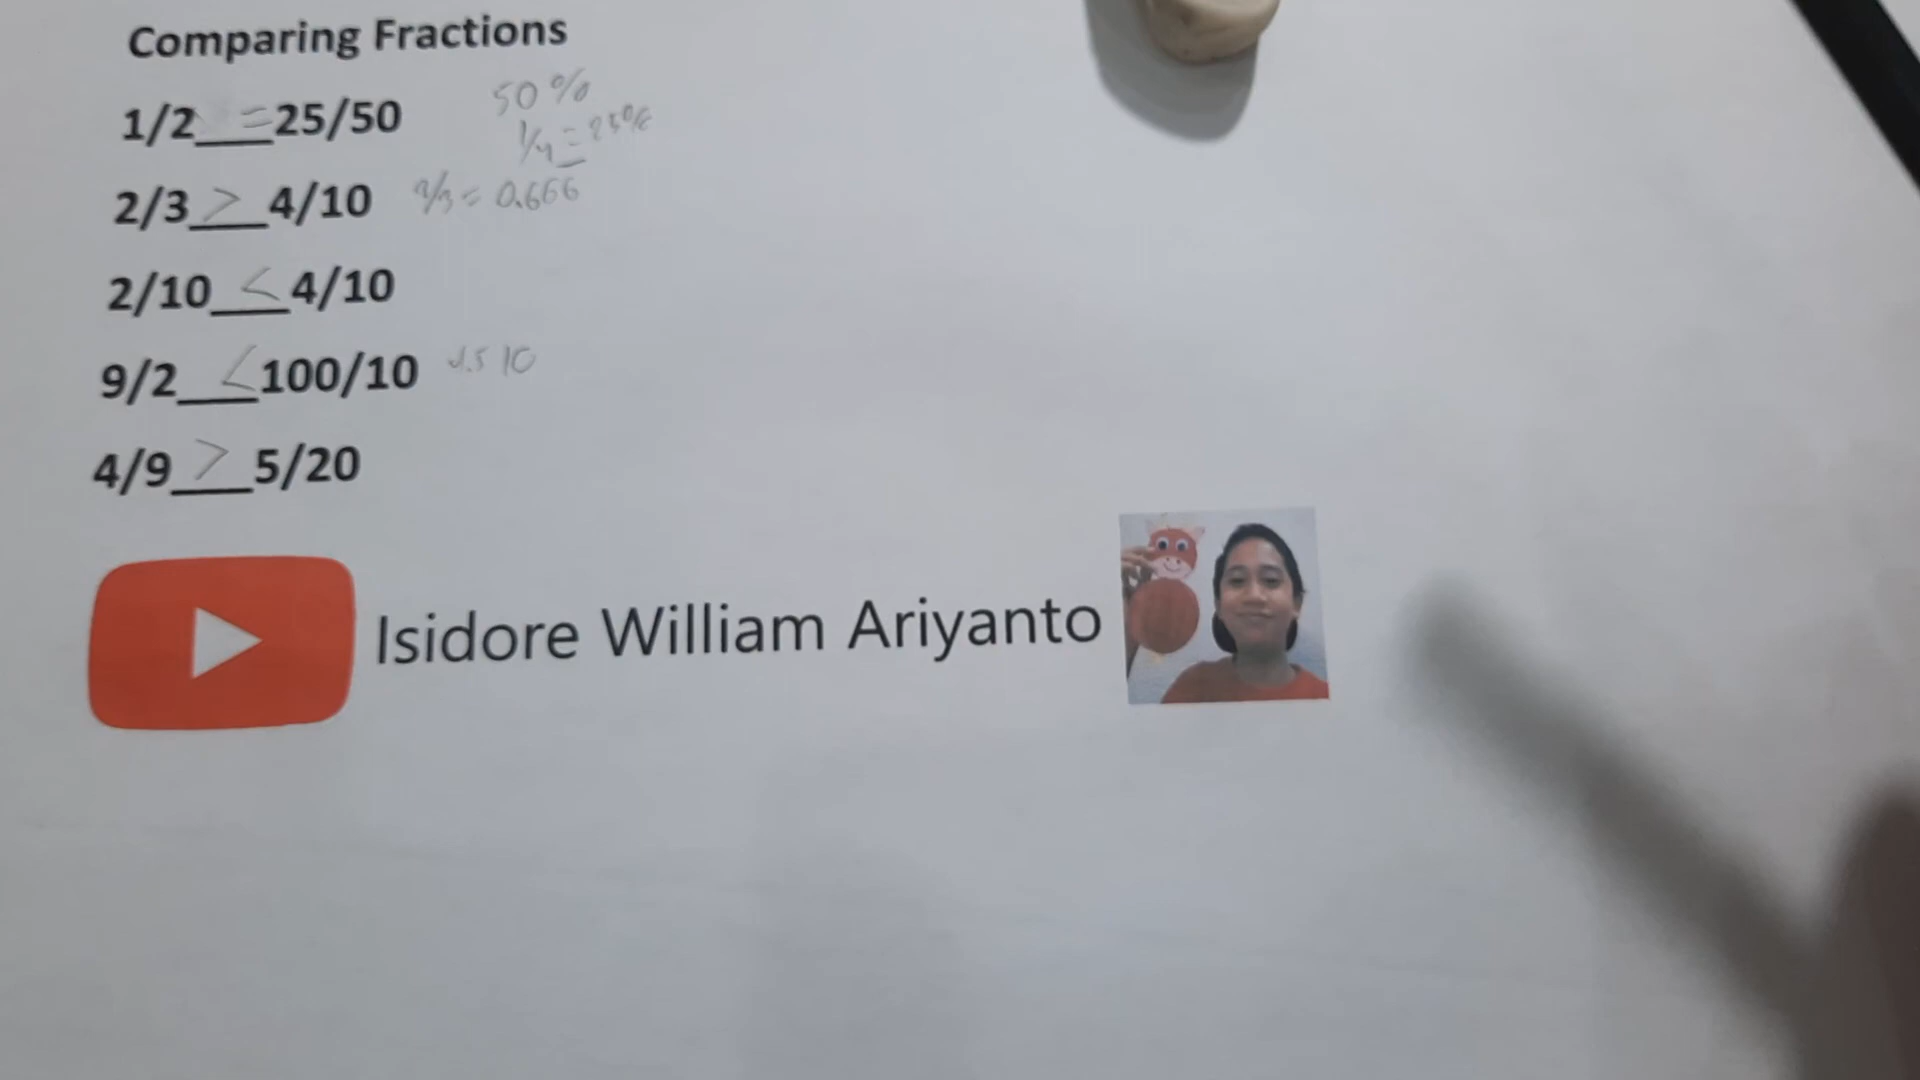 Comparing Fractions
1/2 = 25/50 50%
1/4 = 25%
2/3 > 4/10 2/3 = 0.666
2/10 < 4/10
9/2 < 100/10 4.5 10
4/9 > 5/20
Isidore William Ariyanto